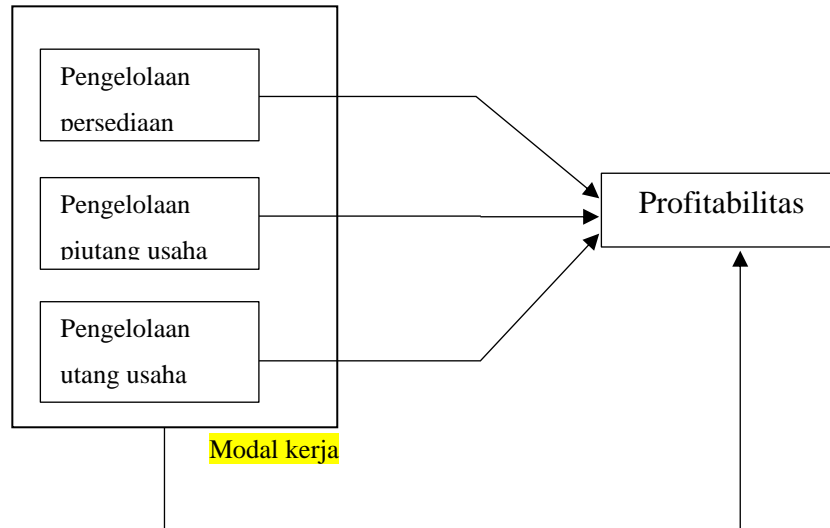 Pengelolaan
persediaan
Pengelolaan
piutang usaha
Pengelolaan
utang usaha
Modal kerja
Profitabilitas